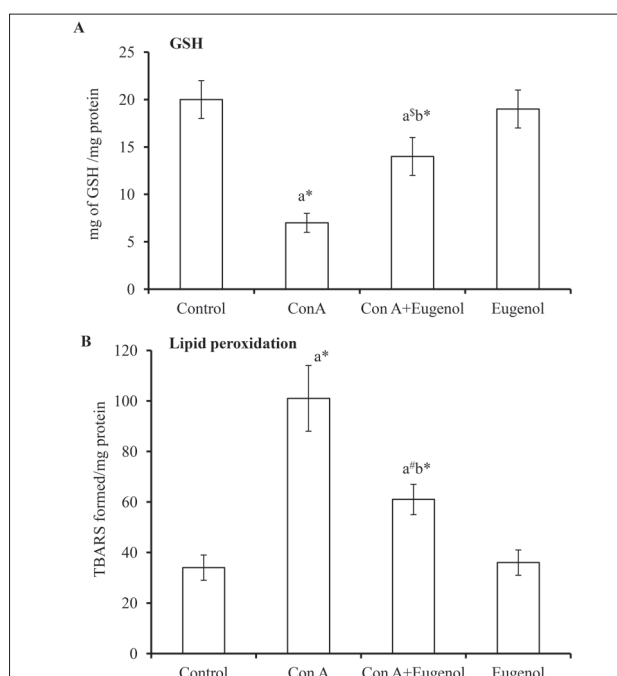 A
GSH
mg of GSH /mg protein
25
20
15
10
5
0
a*
a$b*
Control ConA Con A+Eugenol Eugenol
B
Lipid peroxidation
TBARS formed/mg protein
120
100
80
60
40
20
0
a*
a#b*
Control Con A Con A+Eugenol Eugenol